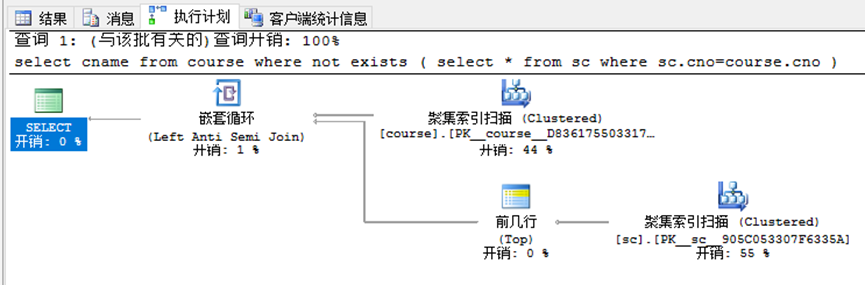 结果 消息 执行计划 客户端统计信息
查询 1: (与该批有关的)查询开销: 100%
select cname from course where not exists ( select * from sc where sc.cno=course.cno )
SELECT
开销: 0 %
嵌套循环
(Left Anti Semi Join)
开销: 1 %
聚集索引扫描 (Clustered)
[course].[PK__course__D836175503317…
开销: 44 %
前几行
(Top)
开销: 0 %
聚集索引扫描 (Clustered)
[sc].[PK__sc__905C053307F6335A]
开销: 55 %